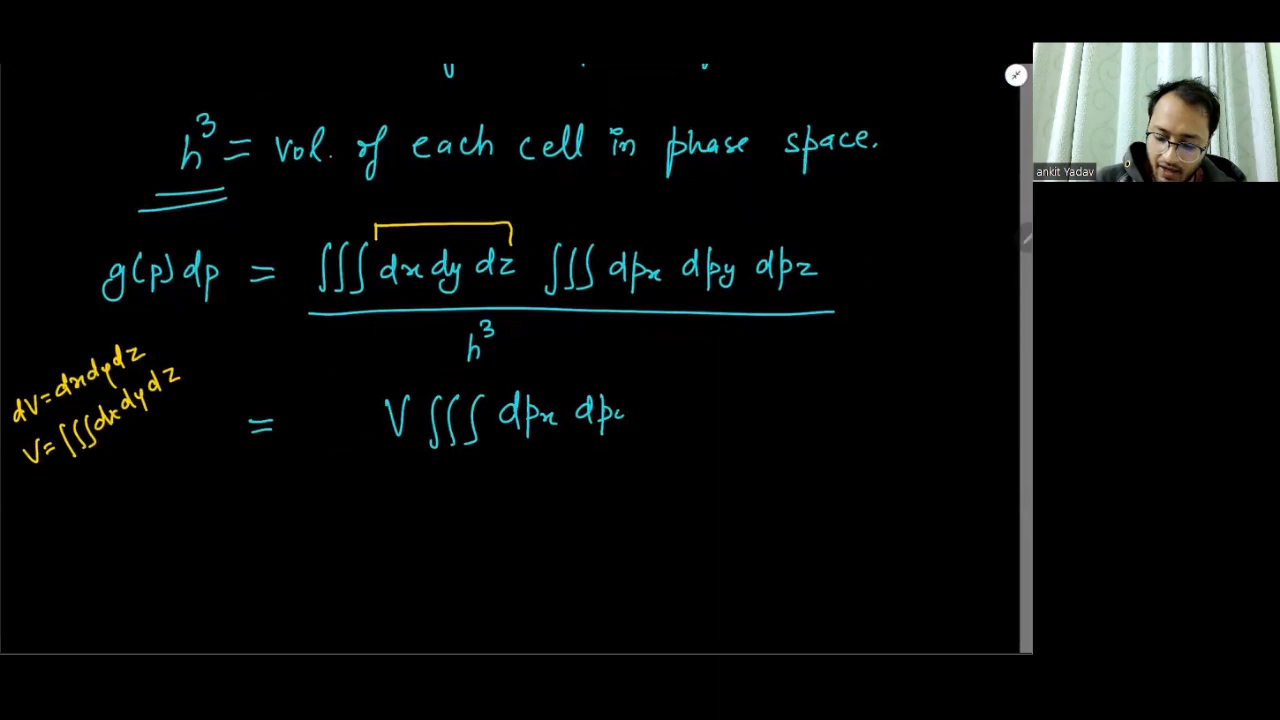 h³ = vol. of each cell in phase space.
g(p) dp = ∭ dx dy dz ∭ dpx dpy dpz
h³
dV = dx dy dz
V = ∭ dx dy dz
= V ∭ dpx
ankit Yadav